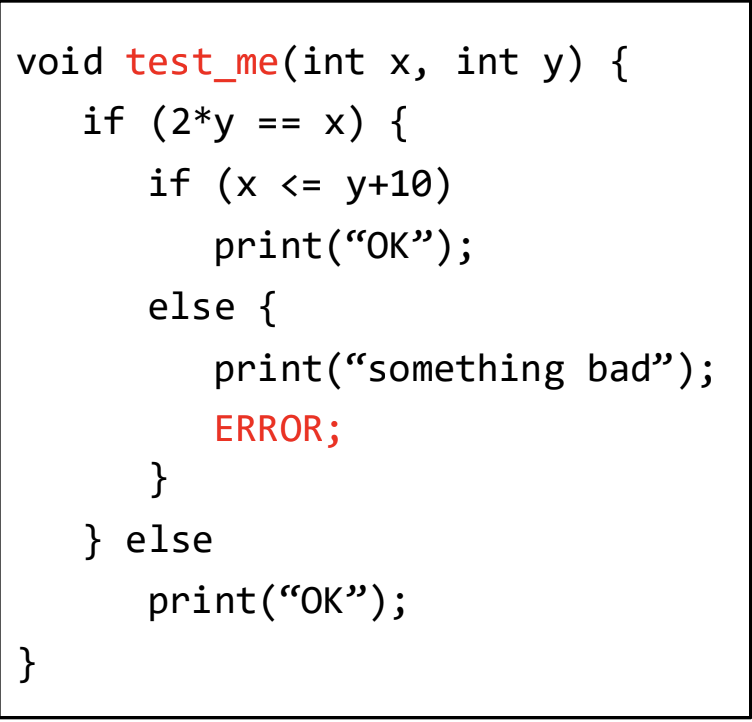 void test_me(int x, int y) {
   if (2*y == x) {
      if (x <= y+10)
         print(“OK”);
      else {
         print(“something bad”);
         ERROR;
      }
   } else
      print(“OK”);
}